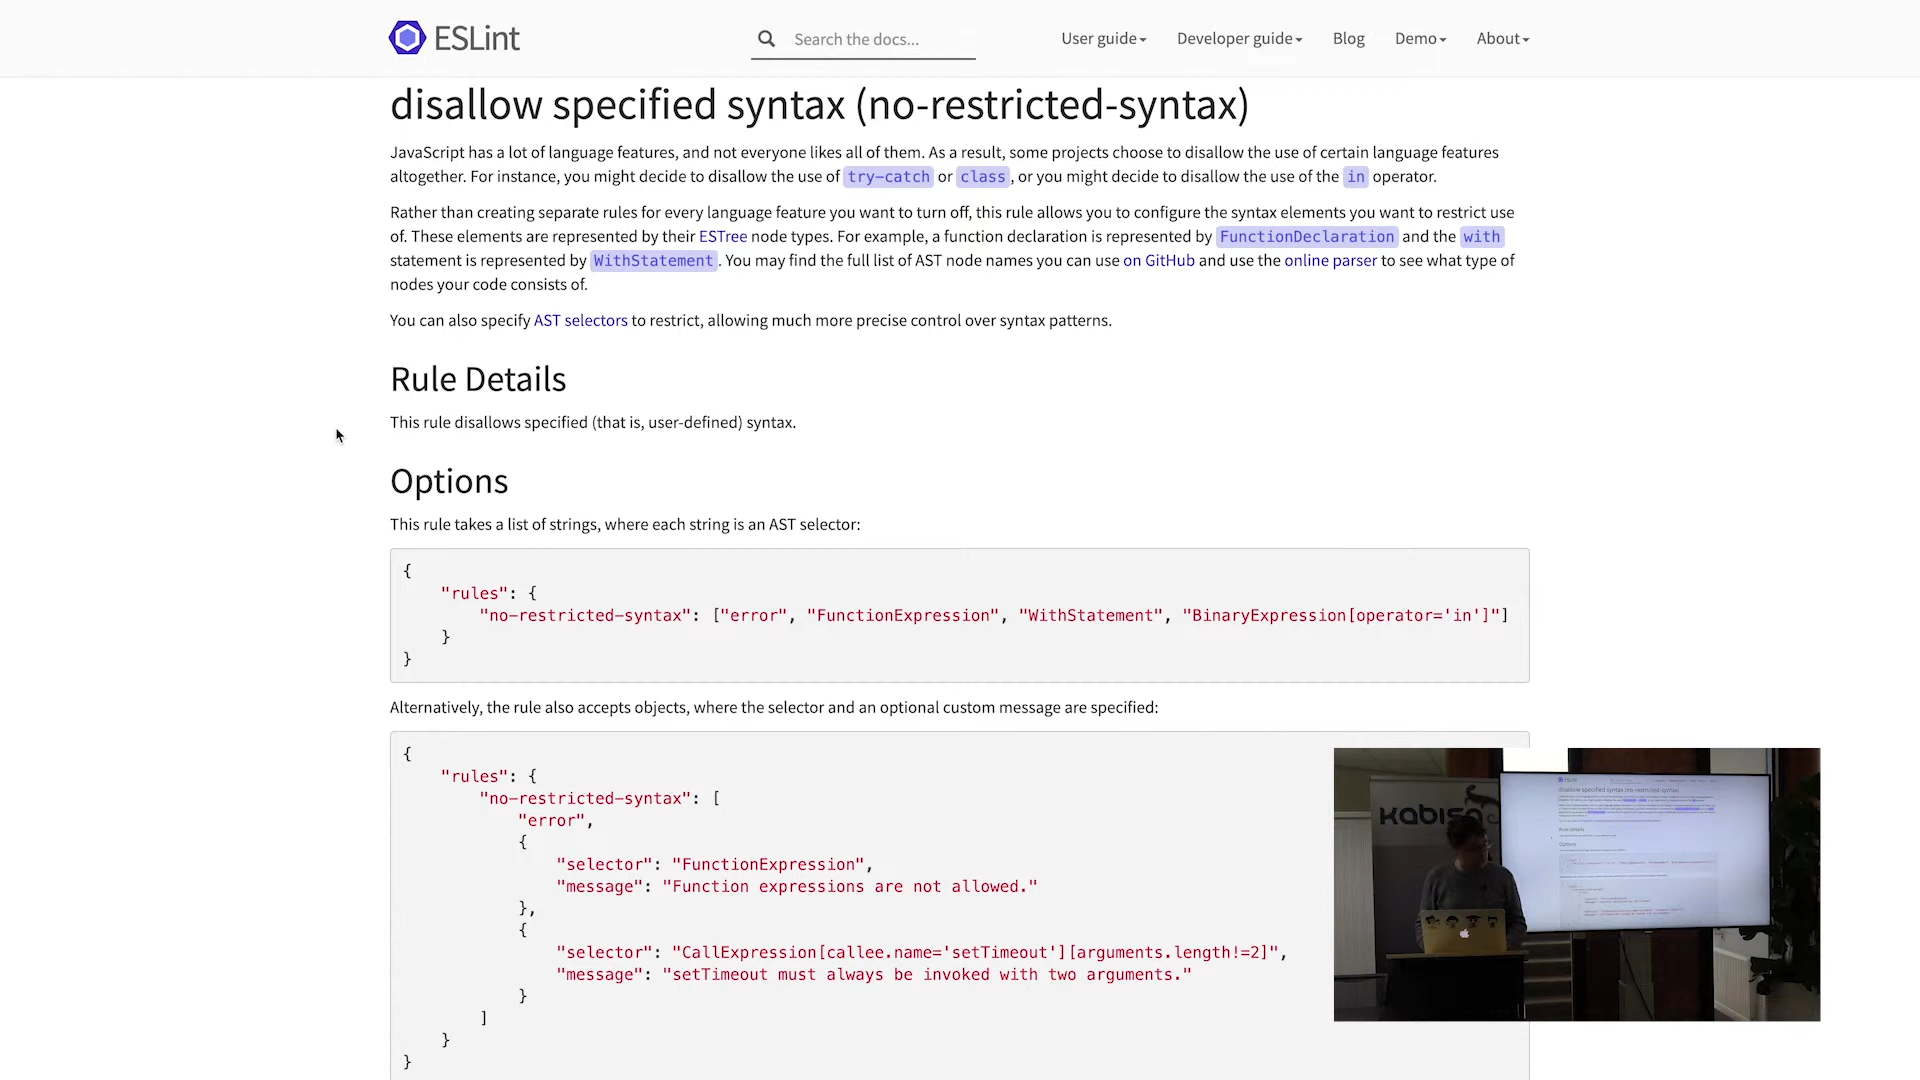 ESLint
Search the docs...
User guide
Developer guide
Blog
Demo
About
disallow specified syntax (no-restricted-syntax)
JavaScript has a lot of language features, and not everyone likes all of them. As a result, some projects choose to disallow the use of certain language features
altogether. For instance, you might decide to disallow the use of try-catch or class, or you might decide to disallow the use of the in operator.
Rather than creating separate rules for every language feature you want to turn off, this rule allows you to configure the syntax elements you want to restrict use
of. These elements are represented by their ESTree node types. For example, a function declaration is represented by FunctionDeclaration and the with
statement is represented by WithStatement. You may find the full list of AST node names you can use on GitHub and use the online parser to see what type of
nodes your code consists of.
You can also specify AST selectors to restrict, allowing much more precise control over syntax patterns.
Rule Details
This rule disallows specified (that is, user-defined) syntax.
Options
This rule takes a list of strings, where each string is an AST selector:
{
    "rules": {
        "no-restricted-syntax": ["error", "FunctionExpression", "WithStatement", "BinaryExpression[operator='in']"]
    }
}
Alternatively, the rule also accepts objects, where the selector and an optional custom message are specified:
{
    "rules": {
        "no-restricted-syntax": [
            "error",
            {
                "selector": "FunctionExpression",
                "message": "Function expressions are not allowed."
            },
            {
                "selector": "CallExpression[callee.name='setTimeout'][arguments.length!=2]",
                "message": "setTimeout must always be invoked with two arguments."
            }
        ]
    }
}
disallow specified syntax (no-restricted-syntax)
Rule Details
Options